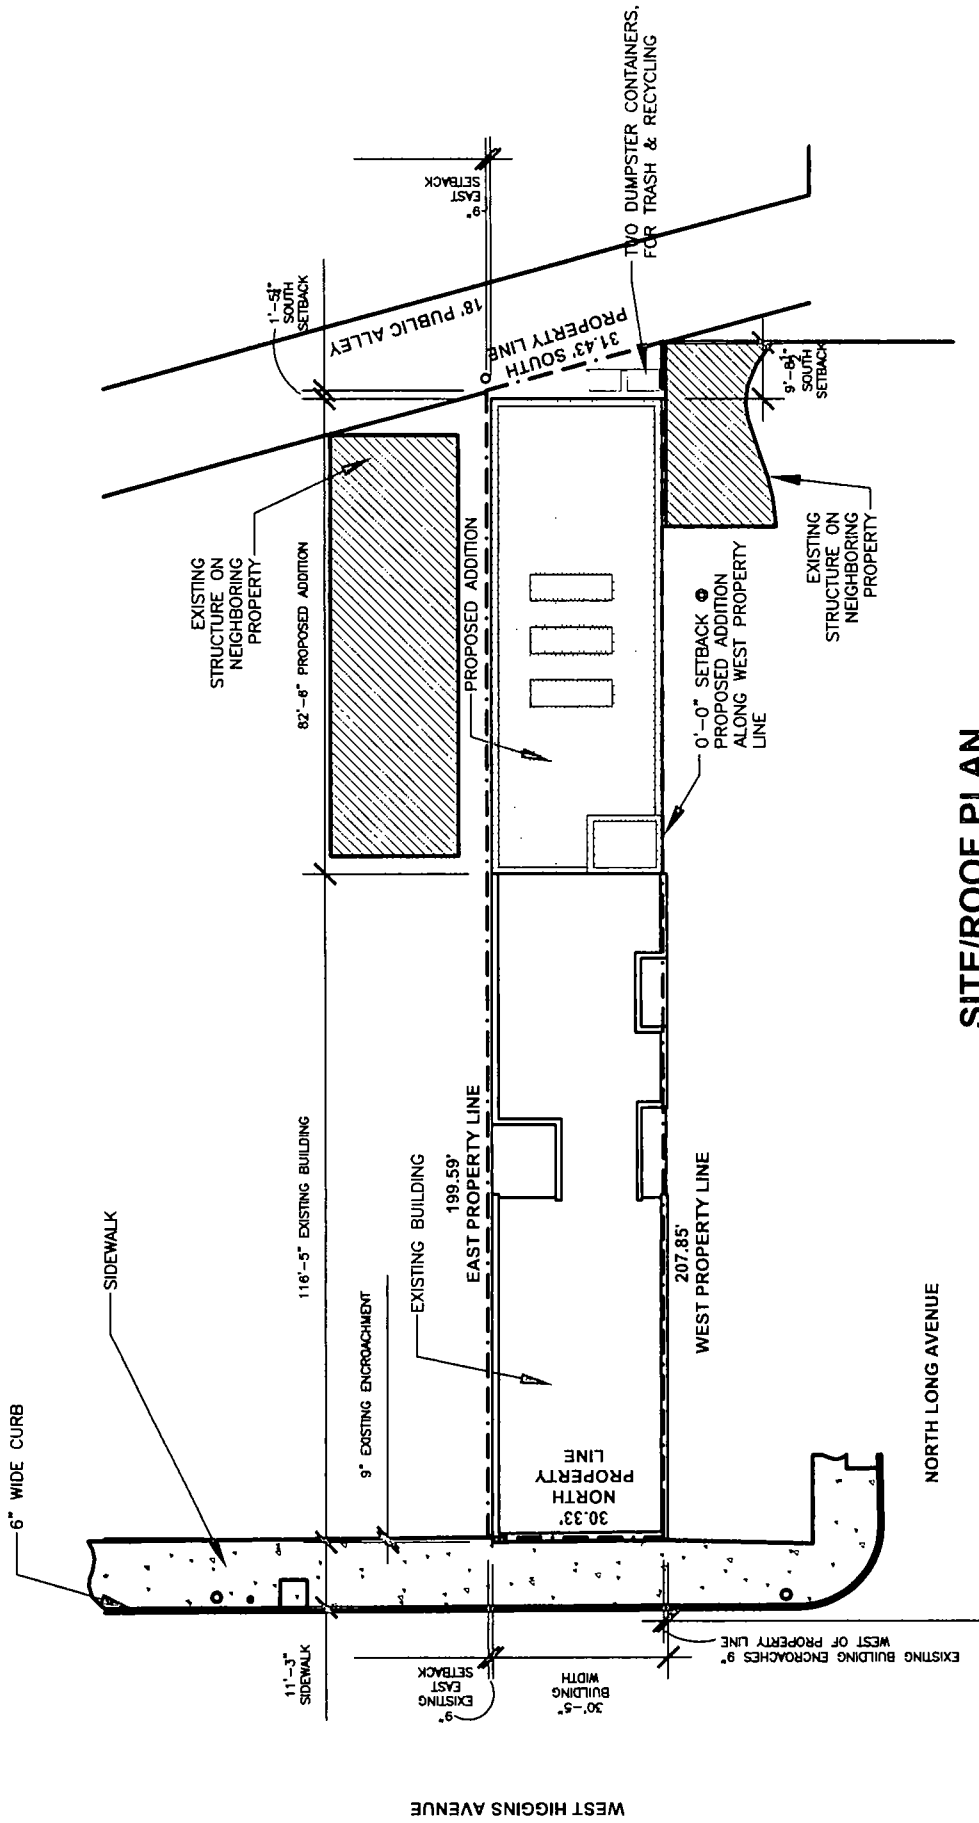 TWO DUMPSTER CONTAINERS,
FOR TRASH & RECYCLING
9"
EAST
SETBACK
1'-5¼"
SOUTH
SETBACK
18' PUBLIC ALLEY
31.43' SOUTH
PROPERTY LINE
9'-8½"
SOUTH
SETBACK
EXISTING
STRUCTURE ON
NEIGHBORING
PROPERTY
82'-6" PROPOSED ADDITION
PROPOSED ADDITION
EXISTING
STRUCTURE ON
NEIGHBORING
PROPERTY
0'-0" SETBACK @
PROPOSED ADDITION
ALONG WEST PROPERTY
LINE
SITE/ROOF PLAN
116'-5" EXISTING BUILDING
199.59'
EAST PROPERTY LINE
SIDEWALK
EXISTING BUILDING
9" EXISTING ENCROACHMENT
207.85'
WEST PROPERTY LINE
6" WIDE CURB
30.33'
NORTH
PROPERTY
LINE
NORTH LONG AVENUE
11'-3"
SIDEWALK
9"
EXISTING
EAST
SETBACK
30'-5"
BUILDING
WIDTH
EXISTING BUILDING ENCROACHES 9"
WEST OF PROPERTY LINE
WEST HIGGINS AVENUE